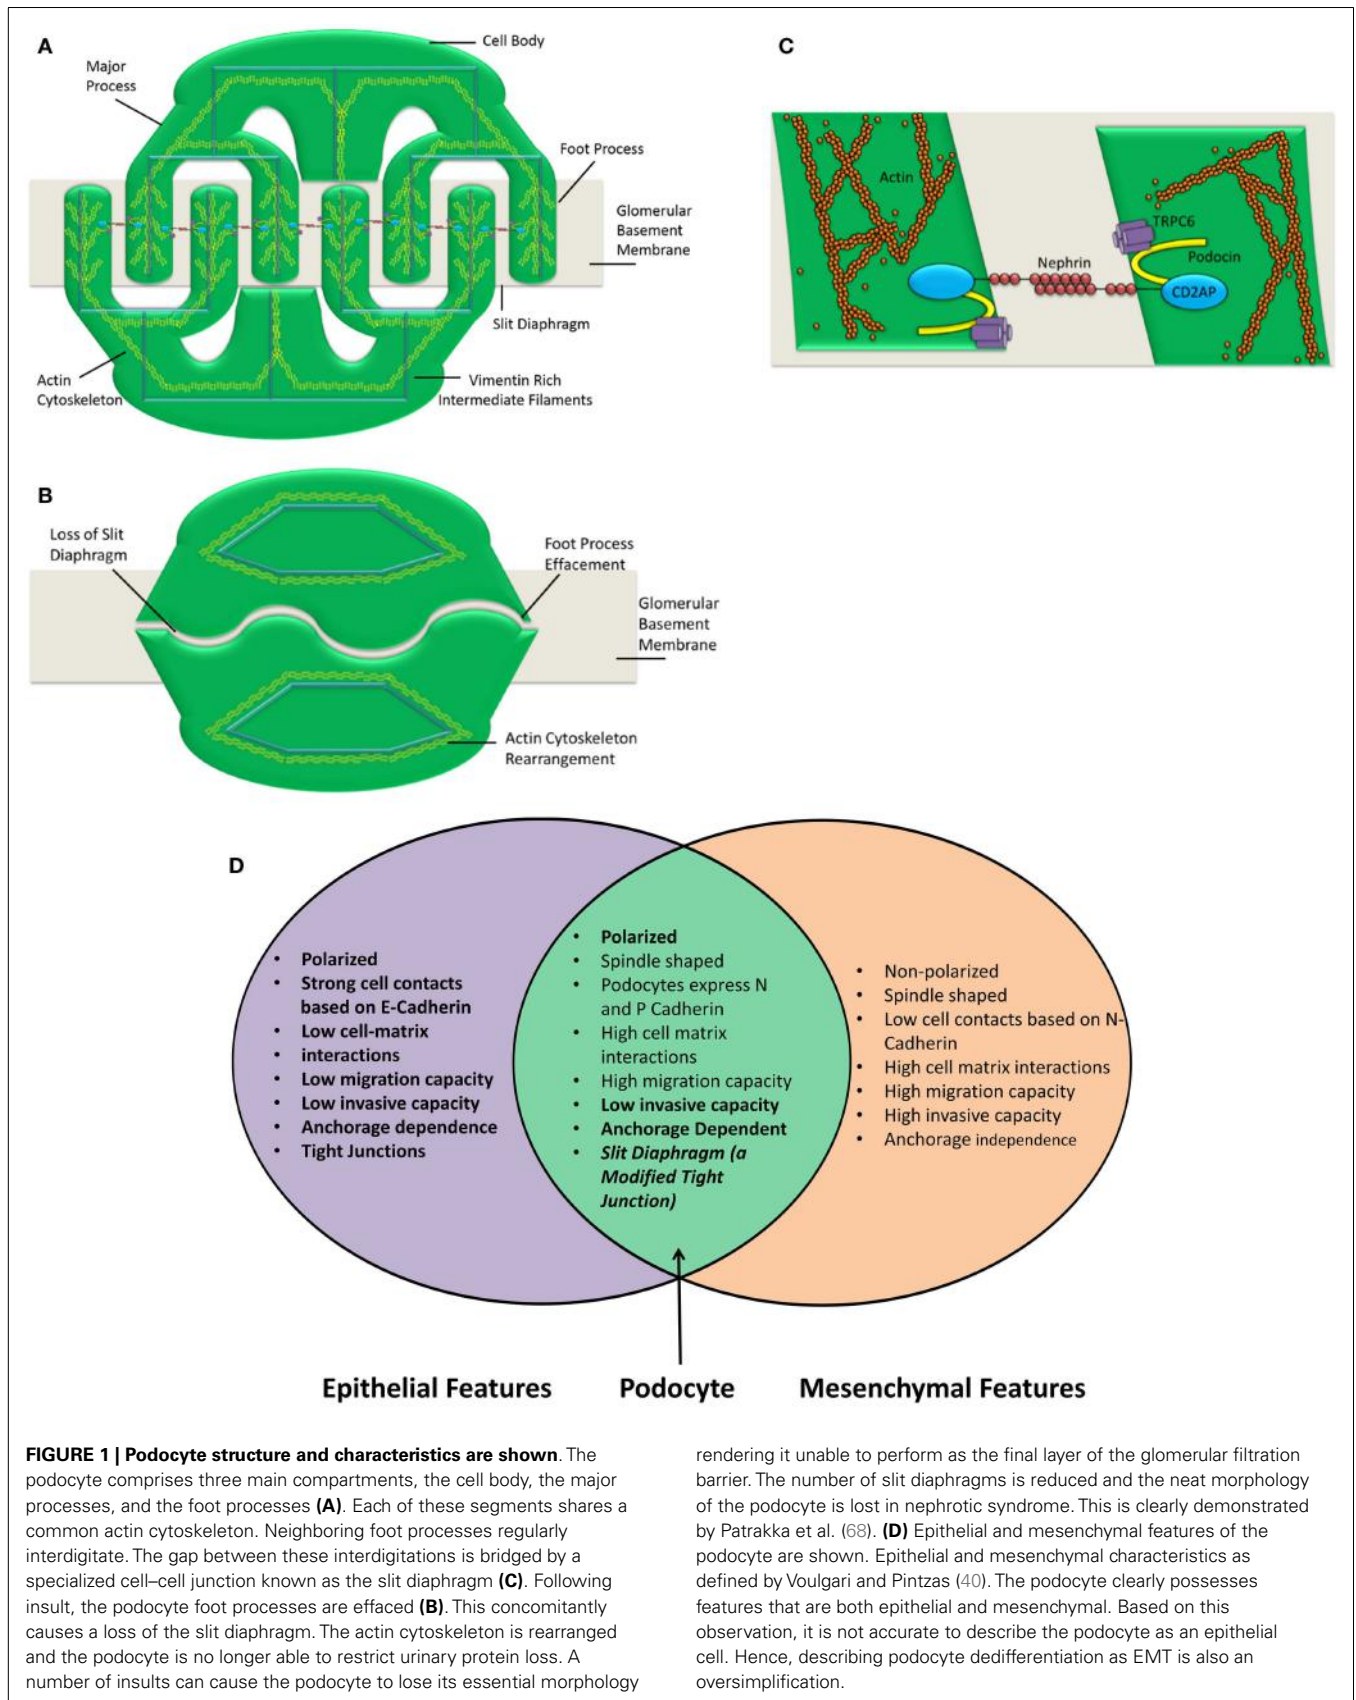 A
Cell Body
Major
Process
Foot Process
Glomerular
Basement
Membrane
Slit Diaphragm
Actin
Cytoskeleton
Vimentin Rich
Intermediate Filaments
C
Actin
TRPC6
Nephrin
Podocin
CD2AP
B
Loss of Slit
Diaphragm
Foot Process
Effacement
Glomerular
Basement
Membrane
Actin Cytoskeleton
Rearrangement
D
• Polarized
• Strong cell contacts
based on E-Cadherin
• Low cell-matrix
• interactions
• Low migration capacity
• Low invasive capacity
• Anchorage dependence
• Tight Junctions
• Polarized
• Spindle shaped
• Podocytes express N
and P Cadherin
• High cell matrix
interactions
• High migration capacity
• Low invasive capacity
• Anchorage Dependent
• Slit Diaphragm (a
Modified Tight
Junction)
• Non-polarized
• Spindle shaped
• Low cell contacts based on N-
Cadherin
• High cell matrix interactions
• High migration capacity
• High invasive capacity
• Anchorage independence
Epithelial Features
Podocyte
Mesenchymal Features
FIGURE 1 | Podocyte structure and characteristics are shown. The
podocyte comprises three main compartments, the cell body, the major
processes, and the foot processes (A). Each of these segments shares a
common actin cytoskeleton. Neighboring foot processes regularly
interdigitate. The gap between these interdigitations is bridged by a
specialized cell–cell junction known as the slit diaphragm (C). Following
insult, the podocyte foot processes are effaced (B). This concomitantly
causes a loss of the slit diaphragm. The actin cytoskeleton is rearranged
and the podocyte is no longer able to restrict urinary protein loss. A
number of insults can cause the podocyte to lose its essential morphology
rendering it unable to perform as the final layer of the glomerular filtration
barrier. The number of slit diaphragms is reduced and the neat morphology
of the podocyte is lost in nephrotic syndrome. This is clearly demonstrated
by Patrakka et al. (68). (D) Epithelial and mesenchymal features of the
podocyte are shown. Epithelial and mesenchymal characteristics as
defined by Voulgari and Pintzas (40). The podocyte clearly possesses
features that are both epithelial and mesenchymal. Based on this
observation, it is not accurate to describe the podocyte as an epithelial
cell. Hence, describing podocyte dedifferentiation as EMT is also an
oversimplification.